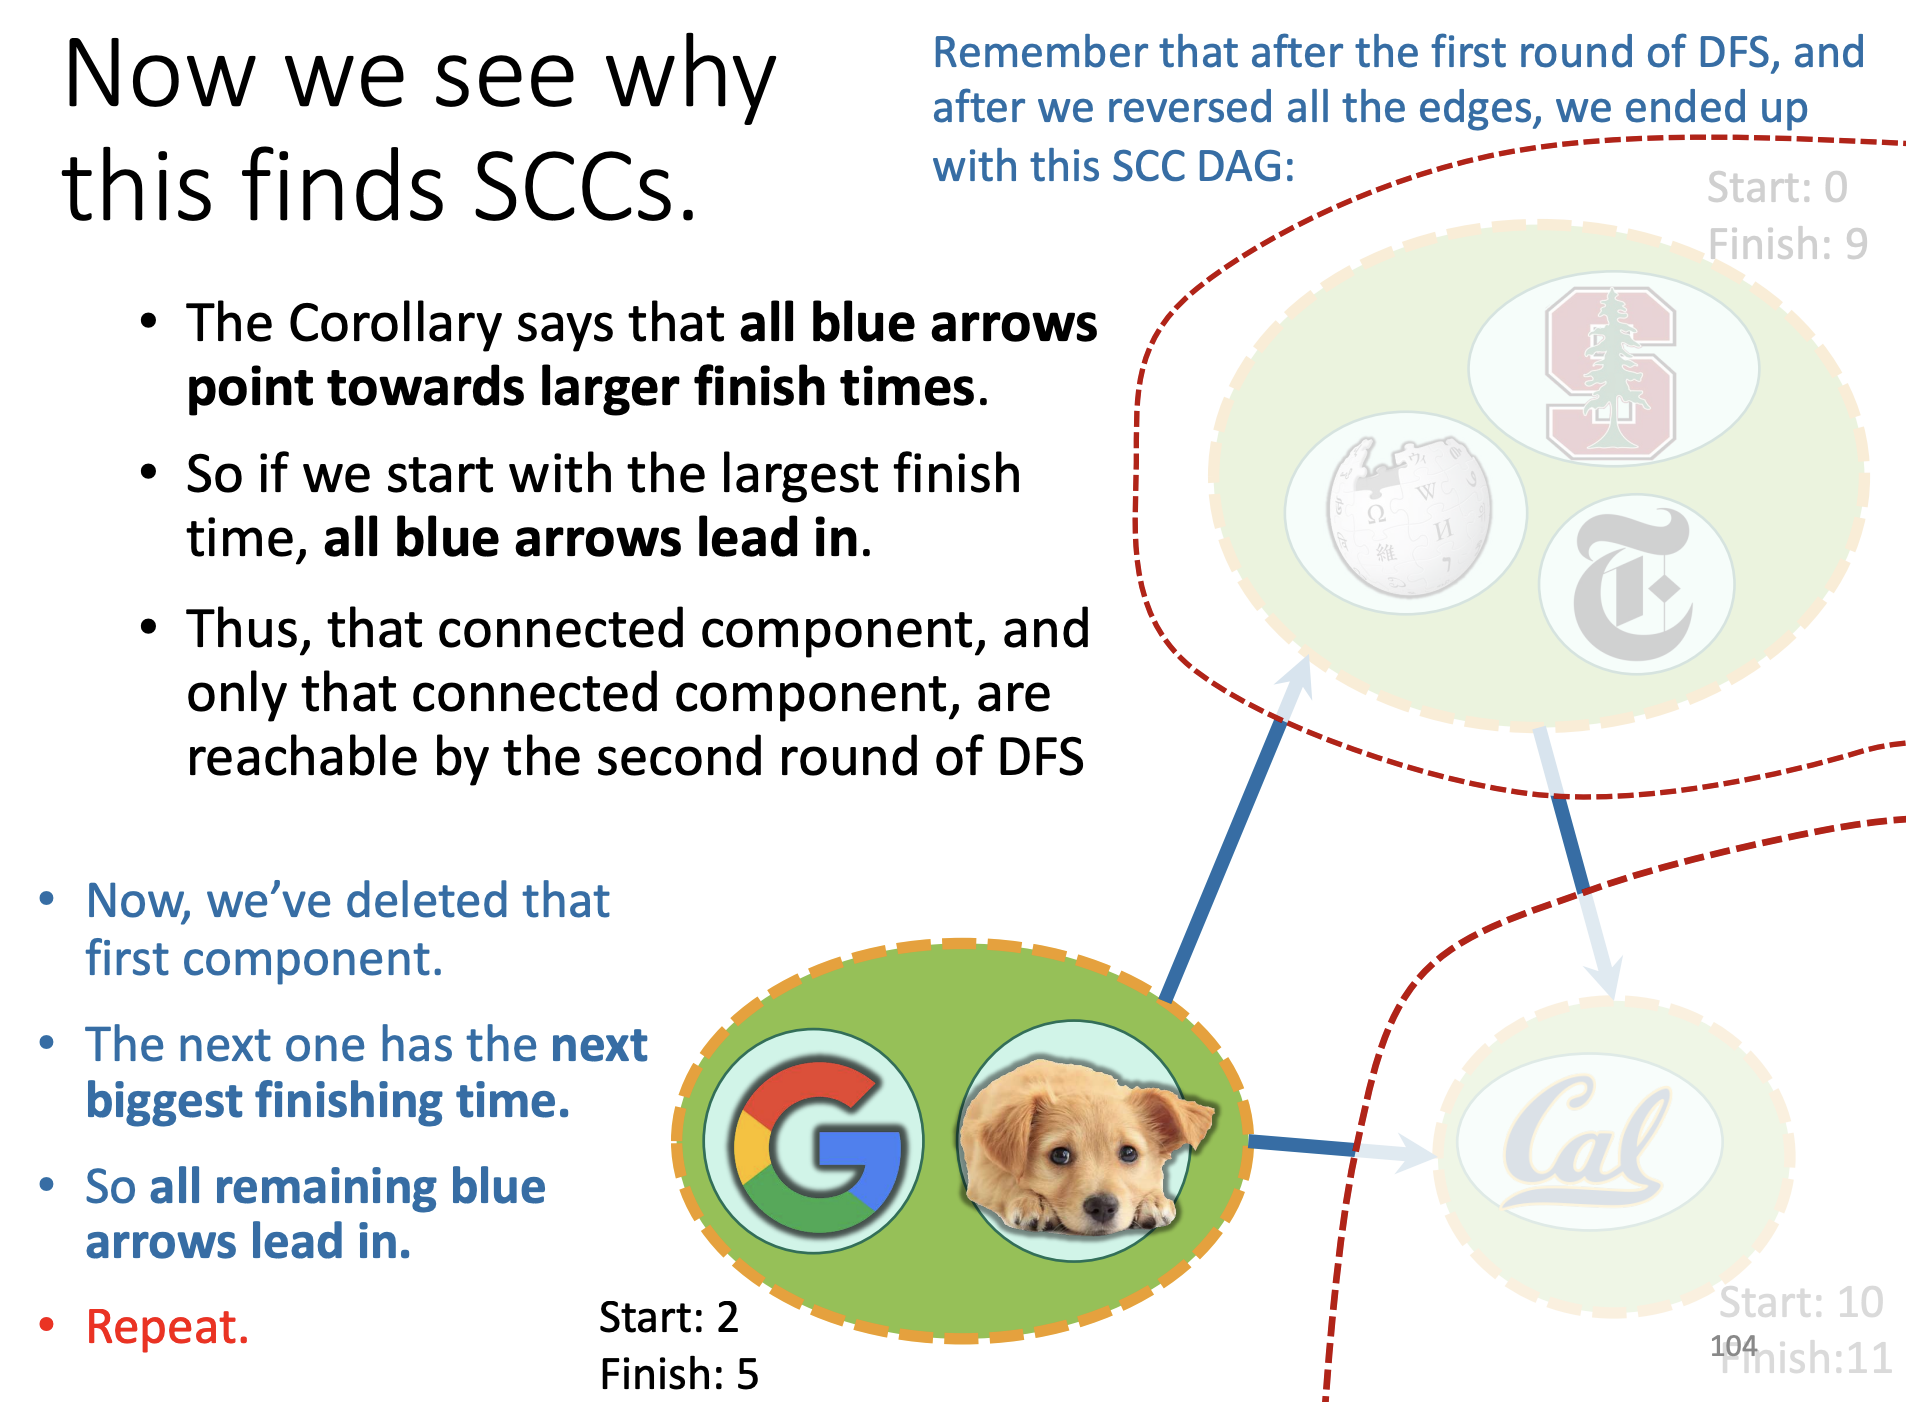 Now we see why
this finds SCCs.
Remember that after the first round of DFS, and
after we reversed all the edges, we ended up
with this SCC DAG:
Start: 0
Finish: 9
• The Corollary says that all blue arrows
point towards larger finish times.
• So if we start with the largest finish
time, all blue arrows lead in.
• Thus, that connected component, and
only that connected component, are
reachable by the second round of DFS
• Now, we’ve deleted that
first component.
• The next one has the next
biggest finishing time.
• So all remaining blue
arrows lead in.
• Repeat.
Start: 2
Finish: 5
S
W
Ω
И
維
7
T
G
Cal
Start: 10
Finish:11
104